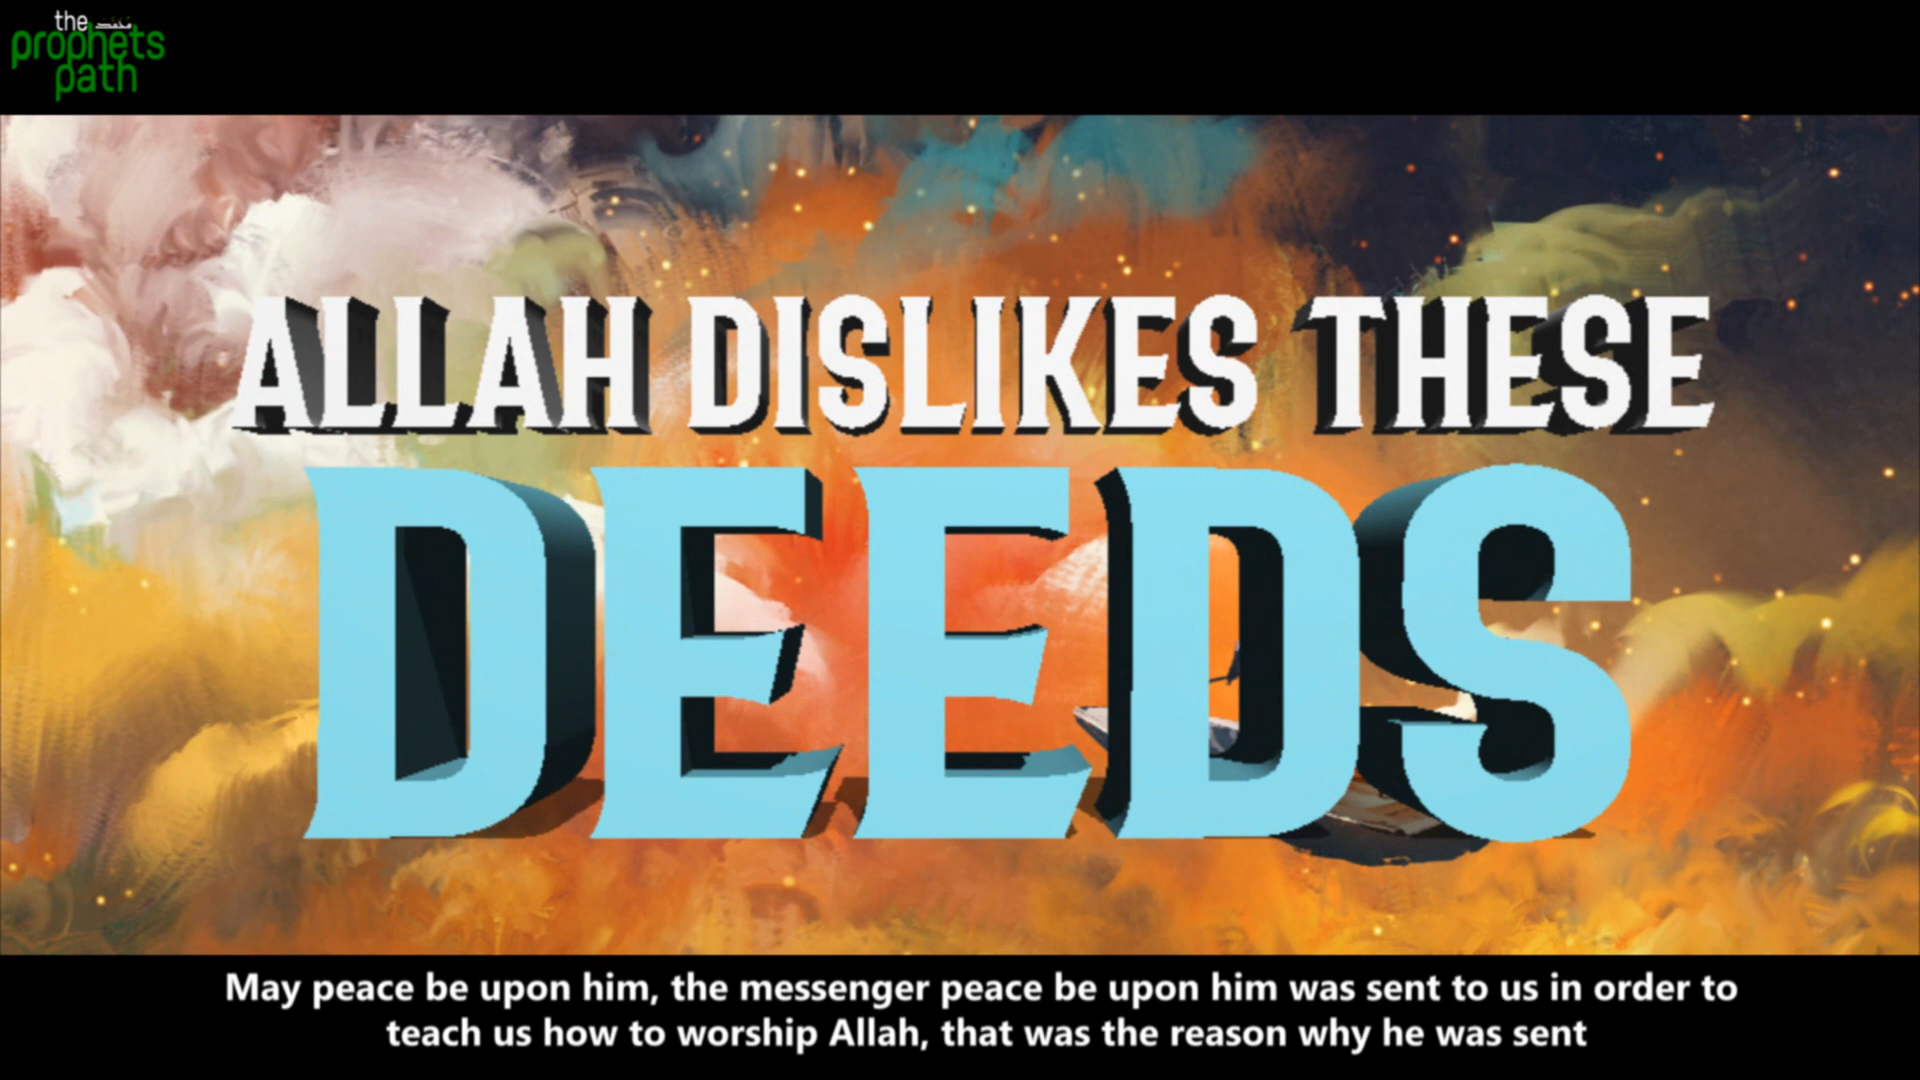 the محمد
prophets
path
ALLAH DISLIKES THESE
DEEDS
May peace be upon him, the messenger peace be upon him was sent to us in order to
teach us how to worship Allah, that was the reason why he was sent